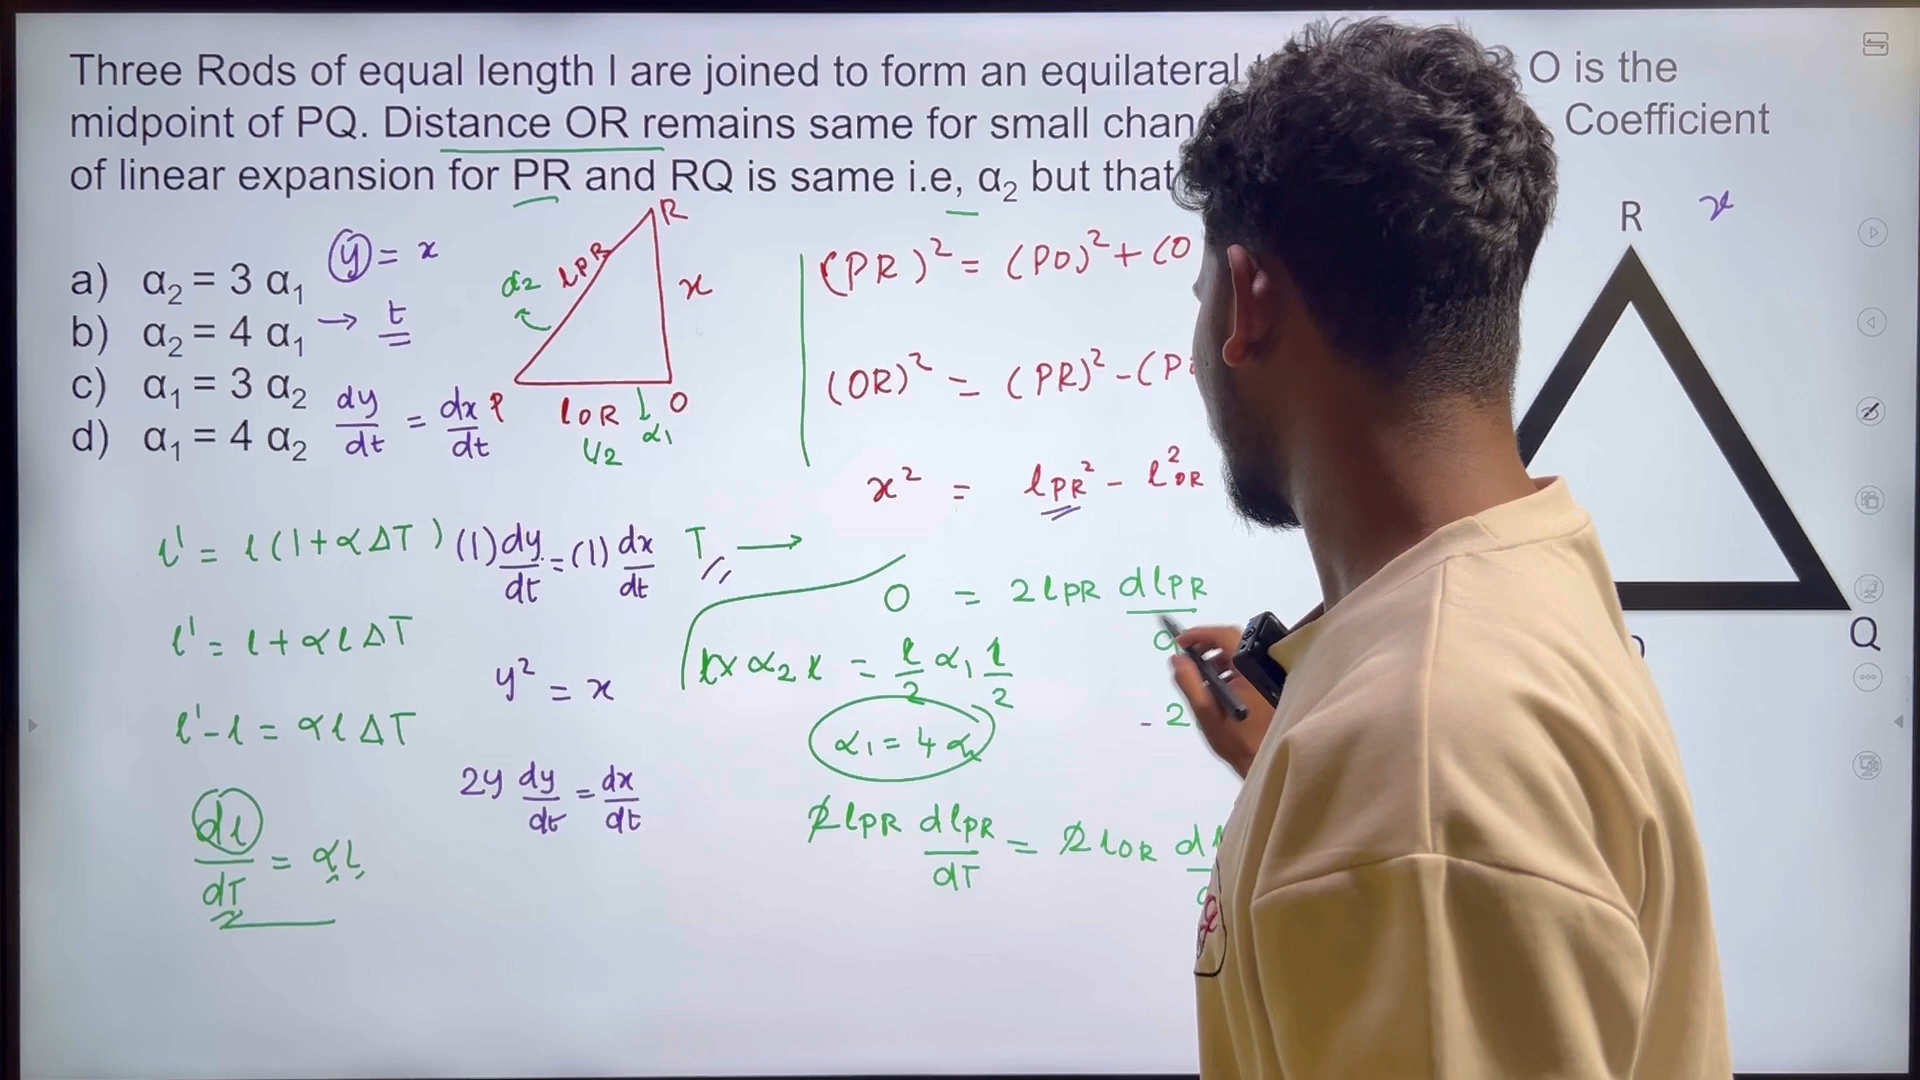 Three Rods of equal length l are joined to form an equilateral O is the
midpoint of PQ. Distance OR remains same for small Coefficient
of linear expansion for PR and RQ is same i.e, α₂ but that
a) α₂ = 3 α₁
b) α₂ = 4 α₁
c) α₁ = 3 α₂
d) α₁ = 4 α₂
y = x
→ t
dy/dt = dx/dt
R
α₂ lPR
x
P
lOR
O
l/2
α₁
(PR)² = (PO)² + (O
(OR)² = (PR)² - (P
x² = lPR² - l²OR
R
x
Q
l' = l(1+αΔT)
(1) dy/dt = (1) dx/dt
T →
0 = 2lPR dlPR
- 2
l' = l + αlΔT
l x α₂ l = l/2 α₁ l/2
y² = x
α₁ = 4 α₂
l' - l = αlΔT
2y dy/dt = dx/dt
2lPR dlPR/dT = 2lOR d
dl/dT = αl